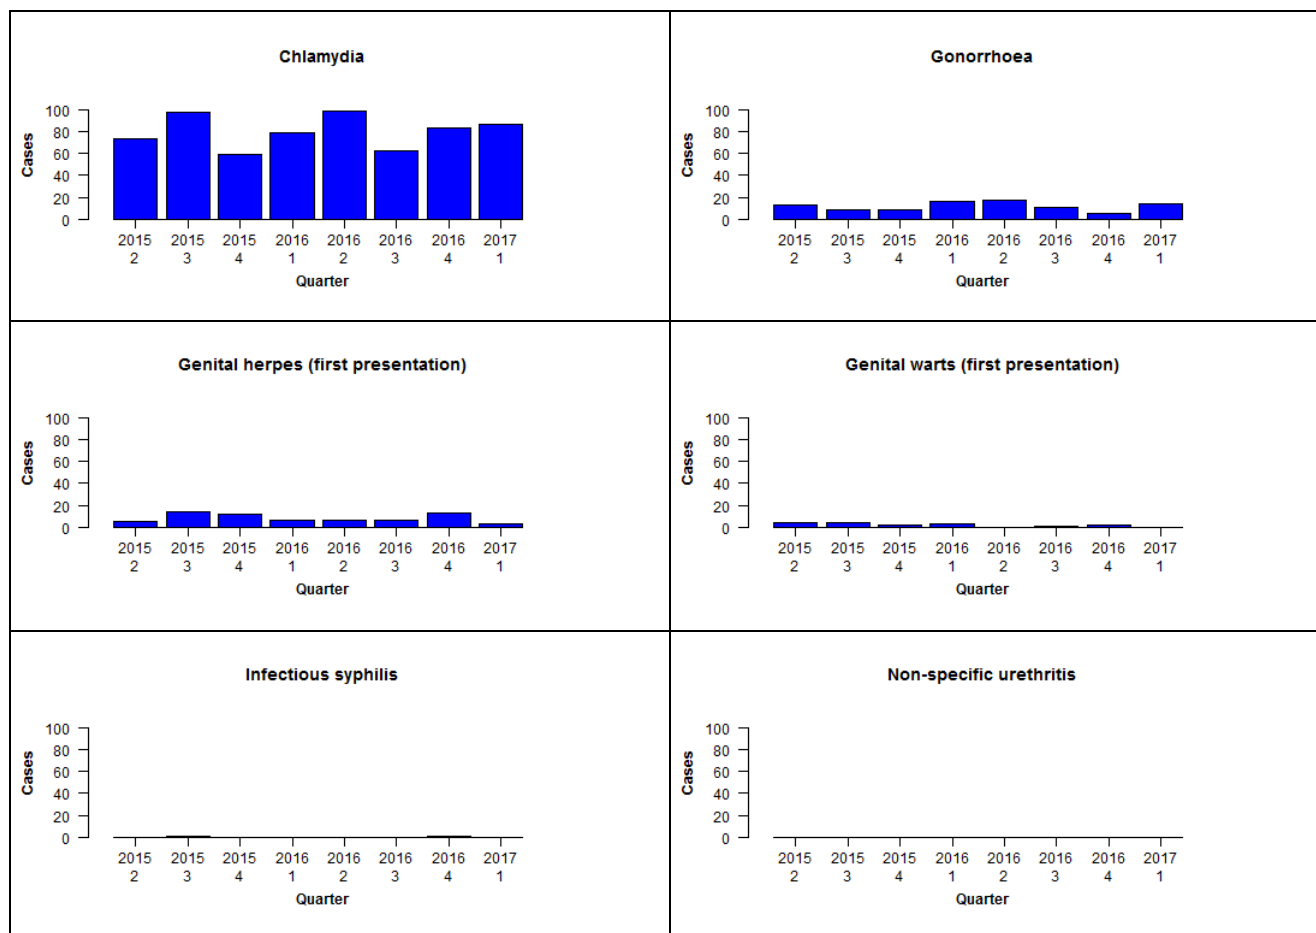 Chlamydia
Cases
100
80
60
40
20
0
2015 2015 2015 2016 2016 2016 2016 2017
2 3 4 1 2 3 4 1
Quarter
Gonorrhoea
Cases
100
80
60
40
20
0
2015 2015 2015 2016 2016 2016 2016 2017
2 3 4 1 2 3 4 1
Quarter
Genital herpes (first presentation)
Cases
100
80
60
40
20
0
2015 2015 2015 2016 2016 2016 2016 2017
2 3 4 1 2 3 4 1
Quarter
Genital warts (first presentation)
Cases
100
80
60
40
20
0
2015 2015 2015 2016 2016 2016 2016 2017
2 3 4 1 2 3 4 1
Quarter
Infectious syphilis
Cases
100
80
60
40
20
0
2015 2015 2015 2016 2016 2016 2016 2017
2 3 4 1 2 3 4 1
Quarter
Non-specific urethritis
Cases
100
80
60
40
20
0
2015 2015 2015 2016 2016 2016 2016 2017
2 3 4 1 2 3 4 1
Quarter